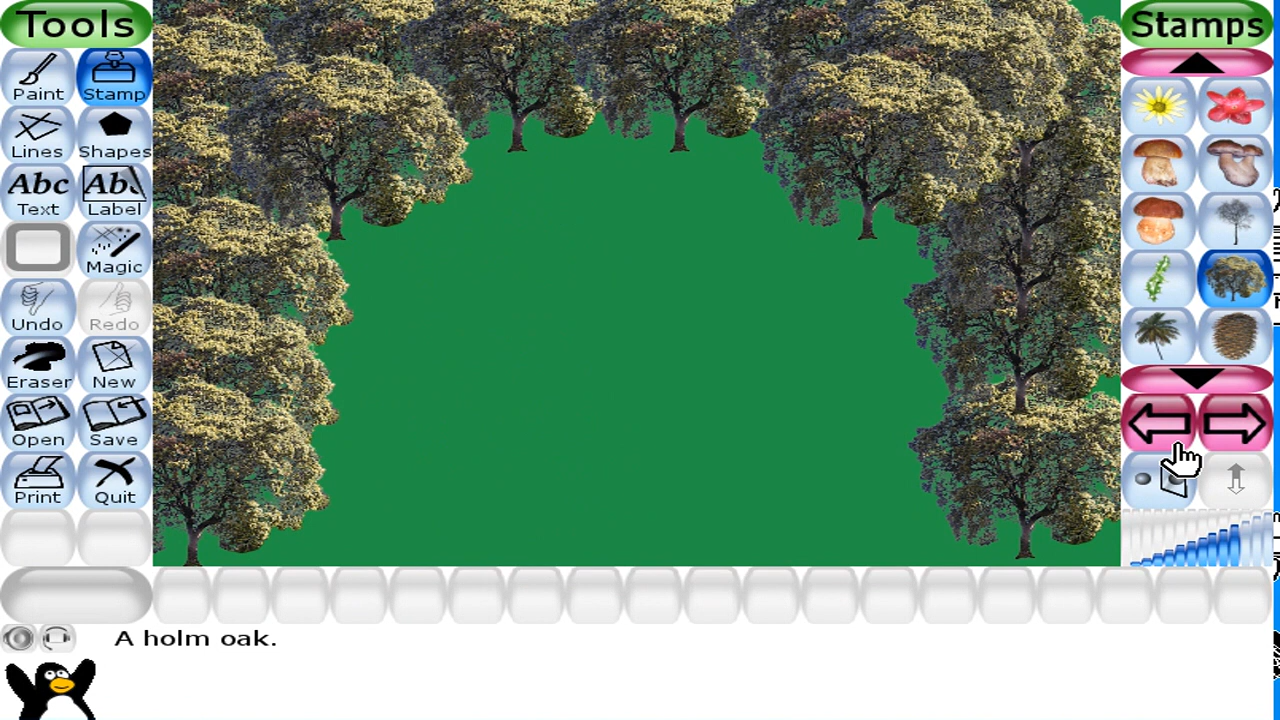 Tools
Stamps
Paint
Stamp
Lines
Shapes
Abc
Text
Abc
Label
Magic
Undo
Redo
Eraser
New
Open
Save
Print
Quit
A holm oak.